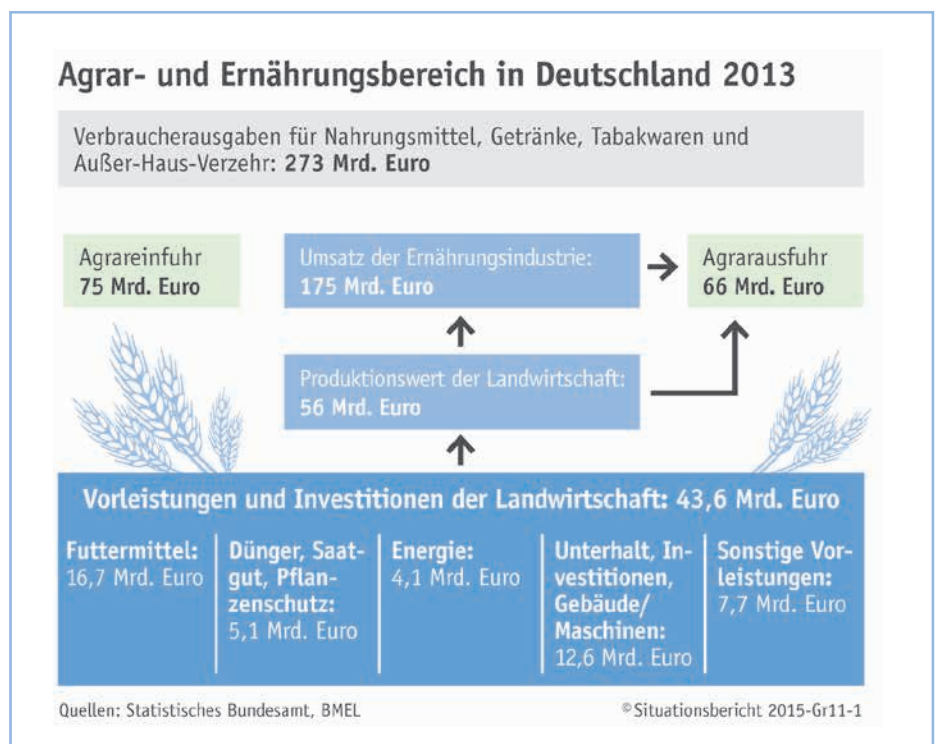 Agrar- und Ernährungsbereich in Deutschland 2013
Verbraucherausgaben für Nahrungsmittel, Getränke, Tabakwaren und
Außer-Haus-Verzehr: 273 Mrd. Euro
Agrareinfuhr
75 Mrd. Euro
Umsatz der Ernährungsindustrie:
175 Mrd. Euro
Agrarausfuhr
66 Mrd. Euro
Produktionswert der Landwirtschaft:
56 Mrd. Euro
Vorleistungen und Investitionen der Landwirtschaft: 43,6 Mrd. Euro
Futtermittel:
16,7 Mrd. Euro
Dünger, Saat-
gut, Pflan-
zenschutz:
5,1 Mrd. Euro
Energie:
4,1 Mrd. Euro
Unterhalt, In-
vestitionen,
Gebäude/
Maschinen:
12,6 Mrd. Euro
Sonstige Vor-
leistungen:
7,7 Mrd. Euro
Quellen: Statistisches Bundesamt, BMEL
©Situationsbericht 2015-Gr11-1